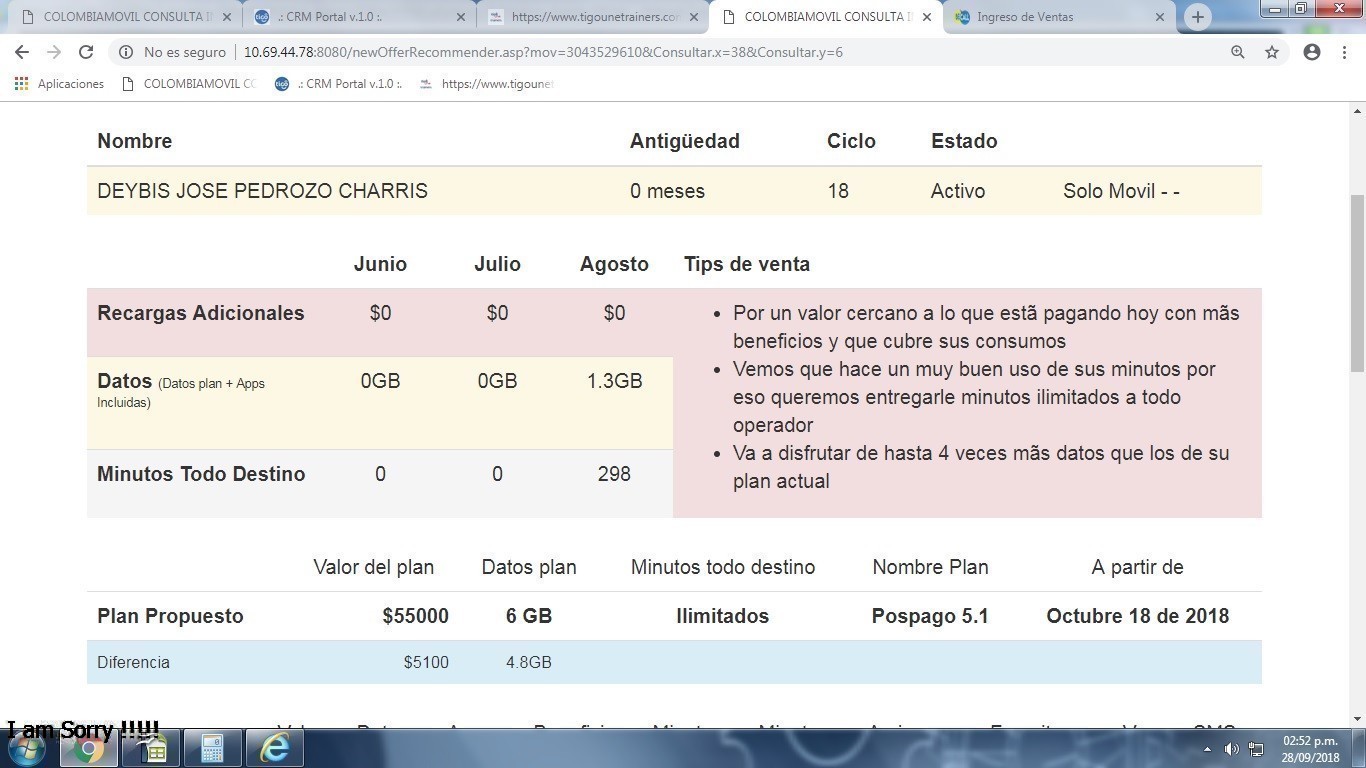 COLOMBIAMOVIL CONSULTA I
.: CRM Portal v.1.0 :.
https://www.tigounetrainers.co
COLOMBIAMOVIL CONSULTA I
Ingreso de Ventas
No es seguro
10.69.44.78:8080/newOfferRecommender.asp?mov=3043529610&Consultar.x=38&Consultar.y=6
Aplicaciones
COLOMBIAMOVIL CO
.: CRM Portal v.1.0 :.
https://www.tigoune
Nombre Antigüedad Ciclo Estado
DEYBIS JOSE PEDROZO CHARRIS 0 meses 18 Activo Solo Movil - -
Junio Julio Agosto Tips de venta
Recargas Adicionales $0 $0 $0
Datos (Datos plan + Apps
Incluidas) 0GB 0GB 1.3GB
Minutos Todo Destino 0 0 298
• Por un valor cercano a lo que estã pagando hoy con mãs
beneficios y que cubre sus consumos
• Vemos que hace un muy buen uso de sus minutos por
eso queremos entregarle minutos ilimitados a todo
operador
• Va a disfrutar de hasta 4 veces mãs datos que los de su
plan actual
Valor del plan Datos plan Minutos todo destino Nombre Plan A partir de
Plan Propuesto $55000 6 GB Ilimitados Pospago 5.1 Octubre 18 de 2018
Diferencia $5100 4.8GB
I am Sorry !!!!!
02:52 p.m.
28/09/2018